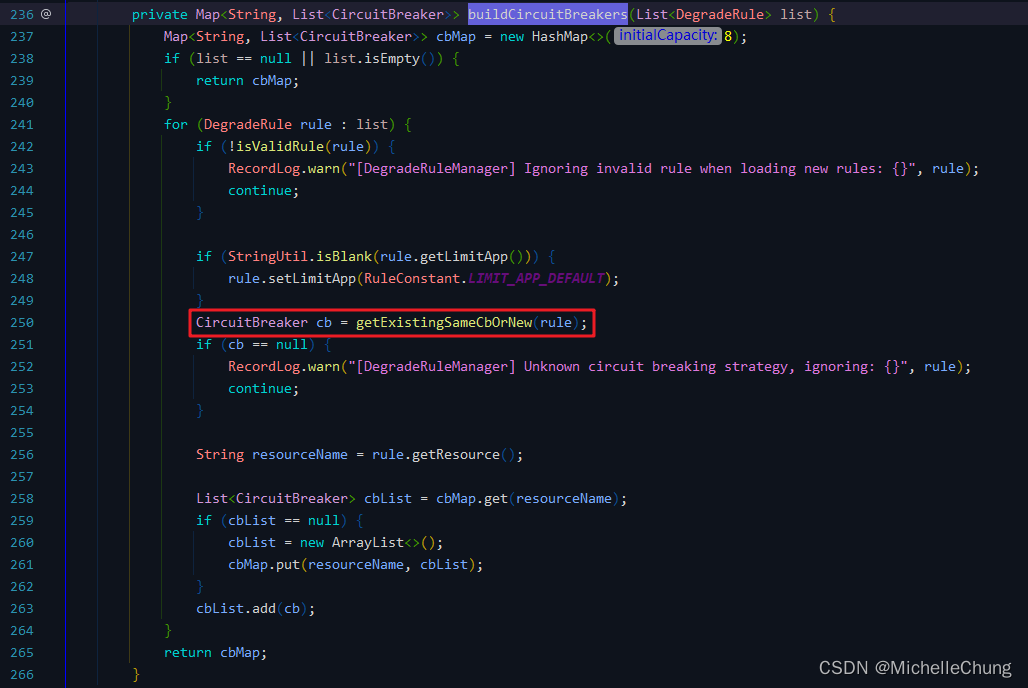 236 @ private Map<String, List<CircuitBreaker>> buildCircuitBreakers(List<DegradeRule> list) {
237 Map<String, List<CircuitBreaker>> cbMap = new HashMap<>( initialCapacity: 8);
238 if (list == null || list.isEmpty()) {
239 return cbMap;
240 }
241 for (DegradeRule rule : list) {
242 if (!isValidRule(rule)) {
243 RecordLog.warn("[DegradeRuleManager] Ignoring invalid rule when loading new rules: {}", rule);
244 continue;
245 }
246
247 if (StringUtil.isBlank(rule.getLimitApp())) {
248 rule.setLimitApp(RuleConstant.LIMIT_APP_DEFAULT);
249 }
250 CircuitBreaker cb = getExistingSameCbOrNew(rule);
251 if (cb == null) {
252 RecordLog.warn("[DegradeRuleManager] Unknown circuit breaking strategy, ignoring: {}", rule);
253 continue;
254 }
255
256 String resourceName = rule.getResource();
257
258 List<CircuitBreaker> cbList = cbMap.get(resourceName);
259 if (cbList == null) {
260 cbList = new ArrayList<>();
261 cbMap.put(resourceName, cbList);
262 }
263 cbList.add(cb);
264 }
265 return cbMap;
266 }
CSDN @MichelleChung